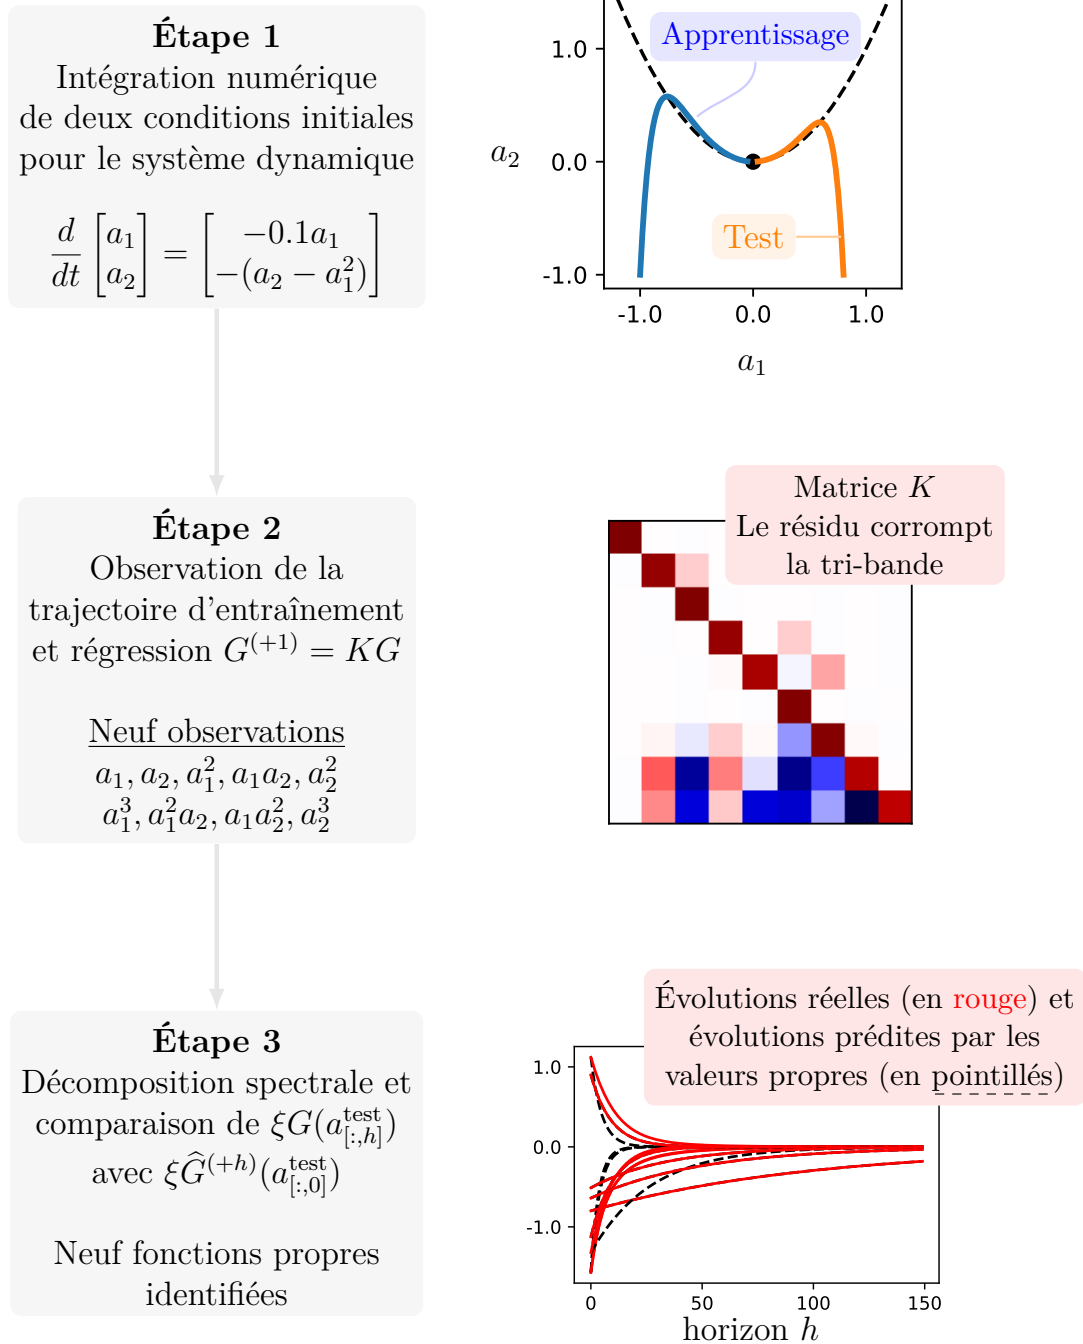 Étape 1
Intégration numérique
de deux conditions initiales
pour le système dynamique
d/dt [a₁ a₂] = [−0.1a₁ −(a₂ − a₁²)]
Apprentissage
Test
a₂
1.0
0.0
-1.0
-1.0 0.0 1.0
a₁
Étape 2
Observation de la
trajectoire d'entraînement
et régression G⁽⁺¹⁾ = KG
Neuf observations
a₁, a₂, a₁², a₁a₂, a₂²
a₁³, a₁²a₂, a₁a₂², a₂³
Matrice K
Le résidu corrompt
la tri-bande
Étape 3
Décomposition spectrale et
comparaison de ξG(a^test_[:,h])
avec ξĜ^(+h)(a^test_[:,0])
Neuf fonctions propres
identifiées
Évolutions réelles (en rouge) et
évolutions prédites par les
valeurs propres (en pointillés)
1.0
0.0
-1.0
0 50 100 150
horizon h